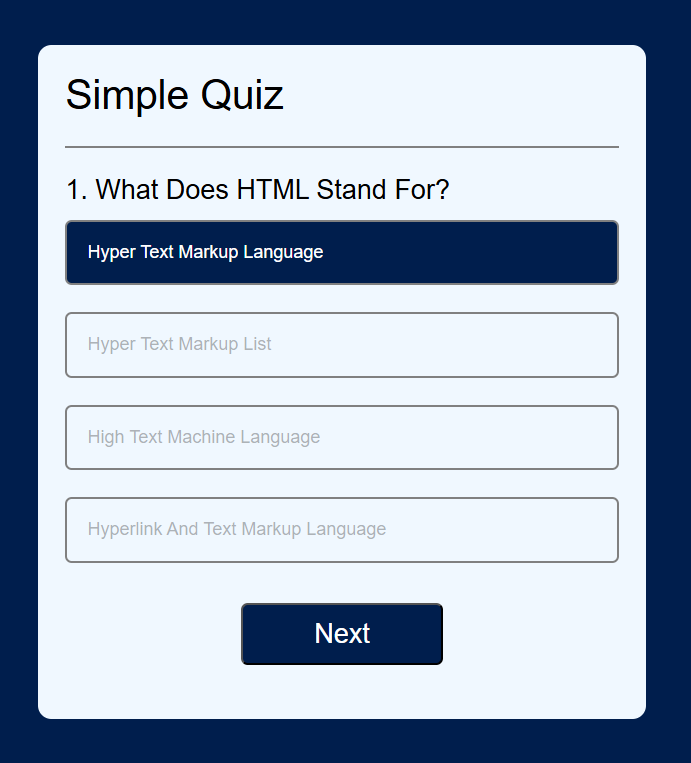 Simple Quiz
1. What Does HTML Stand For?
Hyper Text Markup Language
Hyper Text Markup List
High Text Machine Language
Hyperlink And Text Markup Language
Next